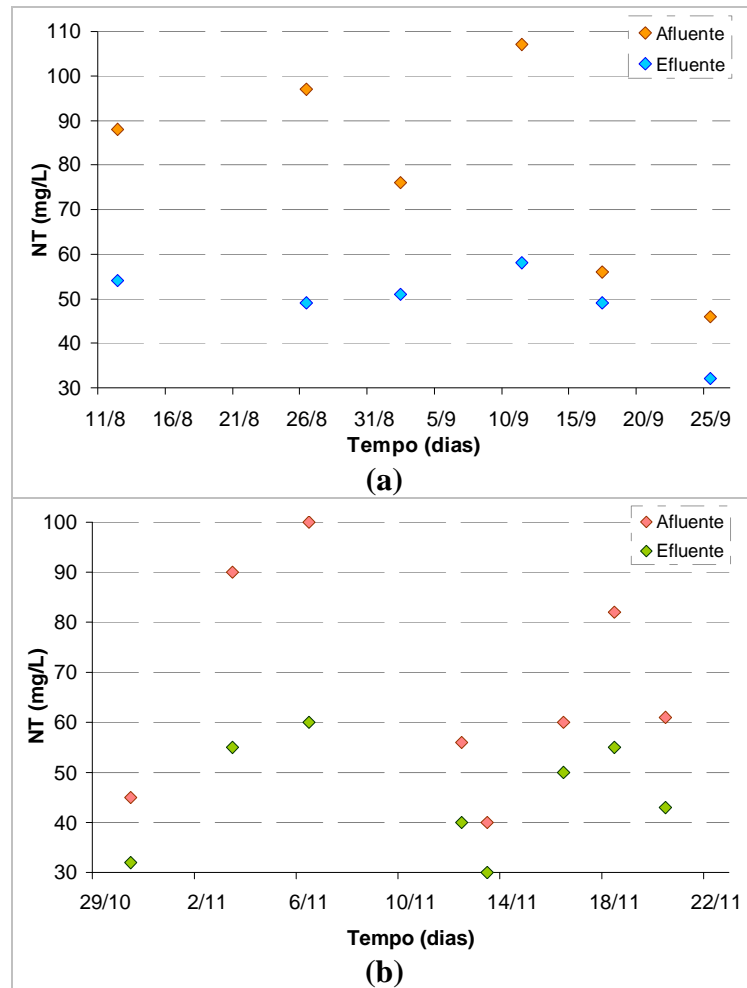 110
100
90
80
70
60
50
40
30
NT (mg/L)
Afluente
Efluente
11/8 16/8 21/8 26/8 31/8 5/9 10/9 15/9 20/9 25/9
Tempo (dias)
(a)
100
90
80
70
60
50
40
30
NT (mg/L)
Afluente
Efluente
29/10 2/11 6/11 10/11 14/11 18/11 22/11
Tempo (dias)
(b)